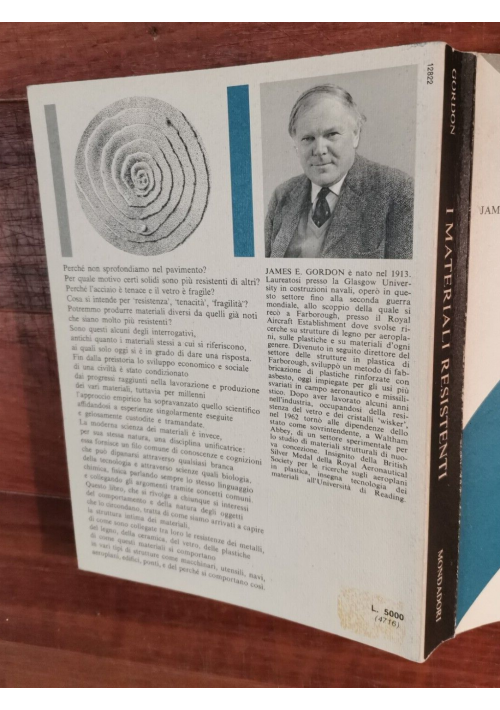 Perché non sprofondiamo nel pavimento?
Per quale motivo certi solidi sono più resistenti di altri?
Perché l'acciaio è tenace e il vetro è fragile?
Cosa si intende per 'resistenza', 'tenacità', 'fragilità'?
Potremmo produrre materiali diversi da quelli già noti
che siano molto più resistenti?
Sono questi alcuni degli interrogativi,
antichi quanto i materiali stessi a cui si riferiscono,
ai quali solo oggi si è in grado di dare una risposta.
Fin dalla preistoria lo sviluppo economico e sociale
di una civiltà è stato condizionato
dai progressi raggiunti nella lavorazione e produzione
dei vari materiali, tuttavia per millenni
l'approccio empirico ha sopravanzato quello scientifico
affidandosi a esperienze singolarmente eseguite
e gelosamente custodite e tramandate.
La moderna scienza dei materiali è invece,
per sua stessa natura, una disciplina unificatrice:
essa fornisce un filo comune di conoscenze e cognizioni
che può dipanarsi attraverso qualsiasi branca
della tecnologia e attraverso scienze quali biologia,
chimica, fisica parlando sempre lo stesso linguaggio
e collegando gli argomenti tramite concetti comuni
Questo libro, che si rivolge a chiunque si interessi
del comportamento e della natura degli oggetti
che lo circondano, tratta di come siamo arrivati a capire
la struttura intima dei materiali,
di come sono collegate tra loro le resistenze dei metalli,
del legno, della ceramica, del vetro, delle plastiche
di come questi materiali si comportano
in vari tipi di strutture come macchinari, utensili, navi,
aeroplani, edifici, ponti, e del perché si comportano così.
JAMES E. GORDON è nato nel 1913.
Laureatosi presso la Glasgow Univer-
sity in costruzioni navali, operò in que-
sto settore fino alla seconda guerra
mondiale, allo scoppio della quale si
recò a Farborough, presso il Royal
Aircraft Establishment dove svolse ri-
cerche su strutture di legno per aeropla-
ni, sulle plastiche e su materiali d'ogni
genere. Divenuto in seguito direttore del
settore delle strutture in plastica di
Farborough, sviluppò un metodo di fab-
bricazione di plastiche rinforzate con
asbesto, oggi impiegate per gli usi più
svariati in campo aeronautico e missili-
stico. Dopo aver lavorato alcuni anni
nell'industria, occupandosi della resi-
stenza del vetro e dei cristalli 'wisker',
nel 1962 tornò alle dipendenze dello
stato come sovrintendente, a Waltham
Abbey, di un settore sperimentale per
lo studio di materiali strutturali di nuo-
va concezione. Insignito della British
Silver Medal della Royal Aeronautical
Society per le ricerche sugli aeroplani
in plastica, insegna tecnologia dei
materiali all'Università di Reading.
L. 5000
(4716)
12822
GORDON
I MATERIALI RESISTENTI
MONDADORI
JAM